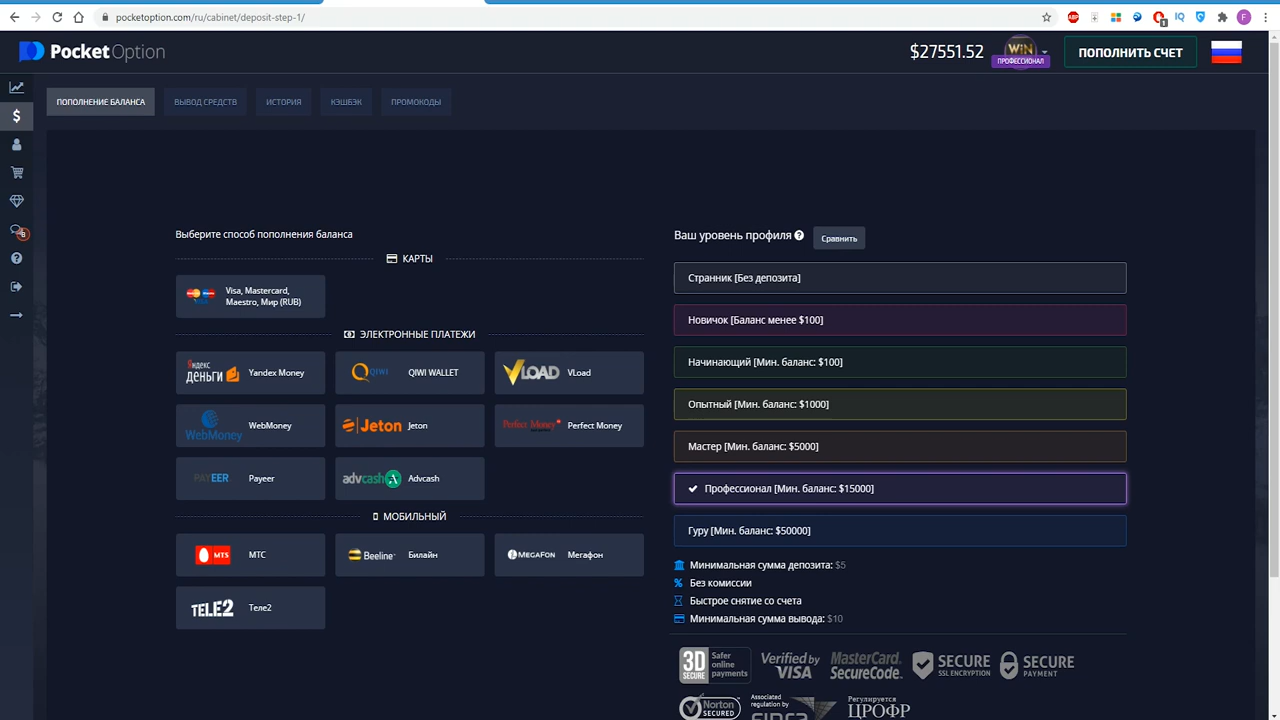 pocketoption.com/ru/cabinet/deposit-step-1/
ABP
1
IQ
F
PocketOption
$27551.52
WIN
ПРОФЕССИОНАЛ
ПОПОЛНИТЬ СЧЕТ
ПОПОЛНЕНИЕ БАЛАНСА
ВЫВОД СРЕДСТВ
ИСТОРИЯ
КЭШБЭК
ПРОМОКОДЫ
Выберите способ пополнения баланса
КАРТЫ
Visa, Mastercard,
Maestro, Мир (RUB)
ЭЛЕКТРОННЫЕ ПЛАТЕЖИ
Яндекс
деньги
Yandex Money
QIWI
QIWI WALLET
VLOAD
VLoad
WebMoney
WebMoney
Jeton
Jeton
Perfect Money
Perfect Money
PAYEER
Payeer
advcash
Advcash
МОБИЛЬНЫЙ
MTS
МТС
Beeline
Билайн
MEGAFON
Мегафон
TELE2
Теле2
Ваш уровень профиля
Сравнить
Странник [Без депозита]
Новичок [Баланс менее $100]
Начинающий [Мин. баланс: $100]
Опытный [Мин. баланс: $1000]
Мастер [Мин. баланс: $5000]
Профессионал [Мин. баланс: $15000]
Гуру [Мин. баланс: $50000]
Минимальная сумма депозита: $5
Без комиссии
Быстрое снятие со счета
Минимальная сумма вывода: $10
3D SECURE
Safer
online
payments
Verified by
VISA
MasterCard.
SecureCode.
SECURE
SSL ENCRYPTION
SECURE
PAYMENT
Norton
SECURED
Associated
regulation by
Регулируется
ЦРОФР